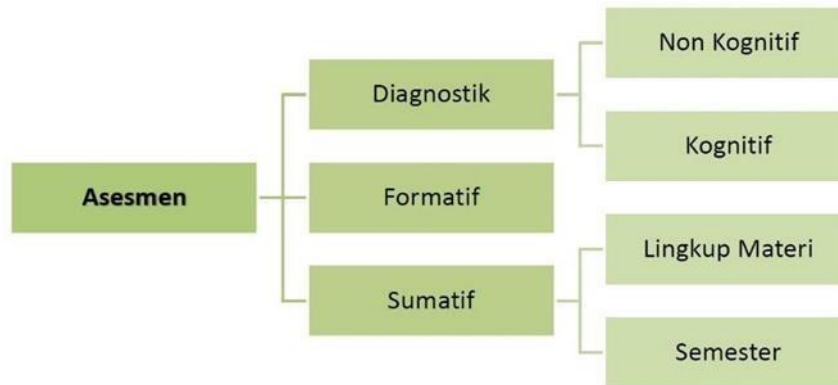 Asesmen
Diagnostik
Non Kognitif
Kognitif
Formatif
Sumatif
Lingkup Materi
Semester